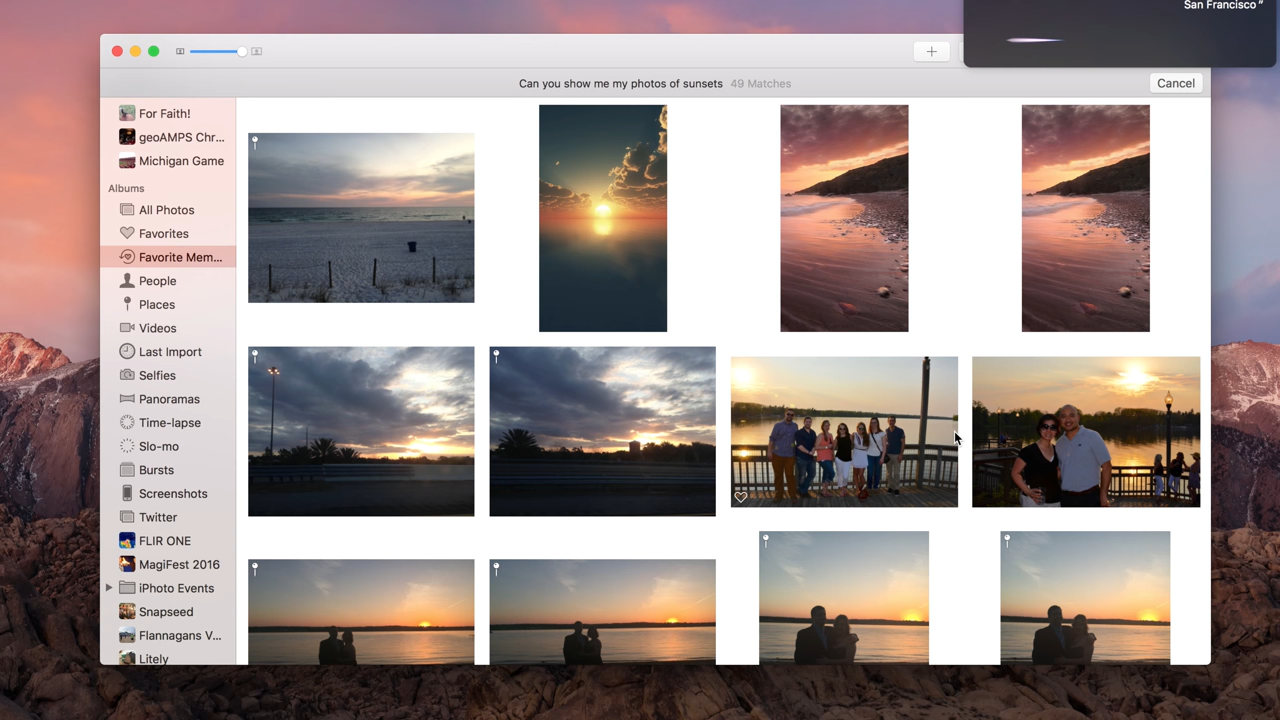 San Francisco”
Can you show me my photos of sunsets 49 Matches
Cancel
For Faith!
geoAMPS Chr...
Michigan Game
Albums
All Photos
Favorites
Favorite Mem...
People
Places
Videos
Last Import
Selfies
Panoramas
Time-lapse
Slo-mo
Bursts
Screenshots
Twitter
FLIR ONE
MagiFest 2016
iPhoto Events
Snapseed
Flannagans V...
Litely